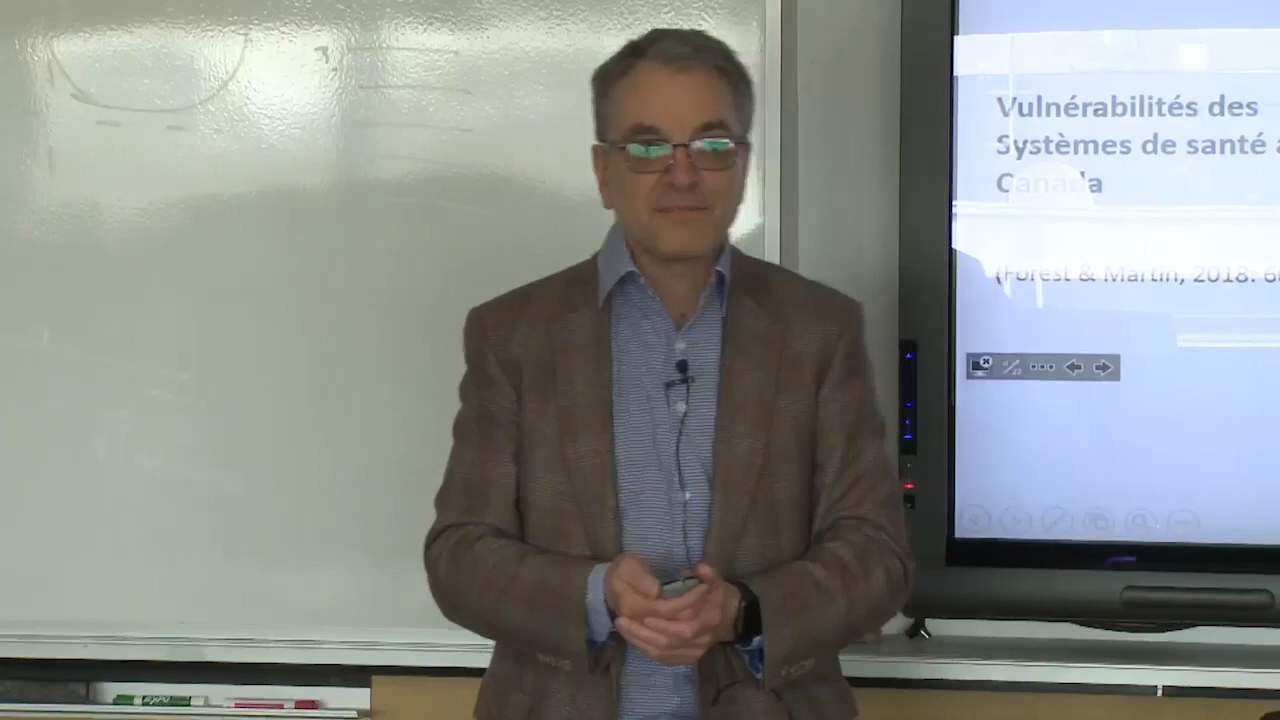 Vulnérabilités des
Systèmes de santé
Canada
(Forest & Martin, 2018: